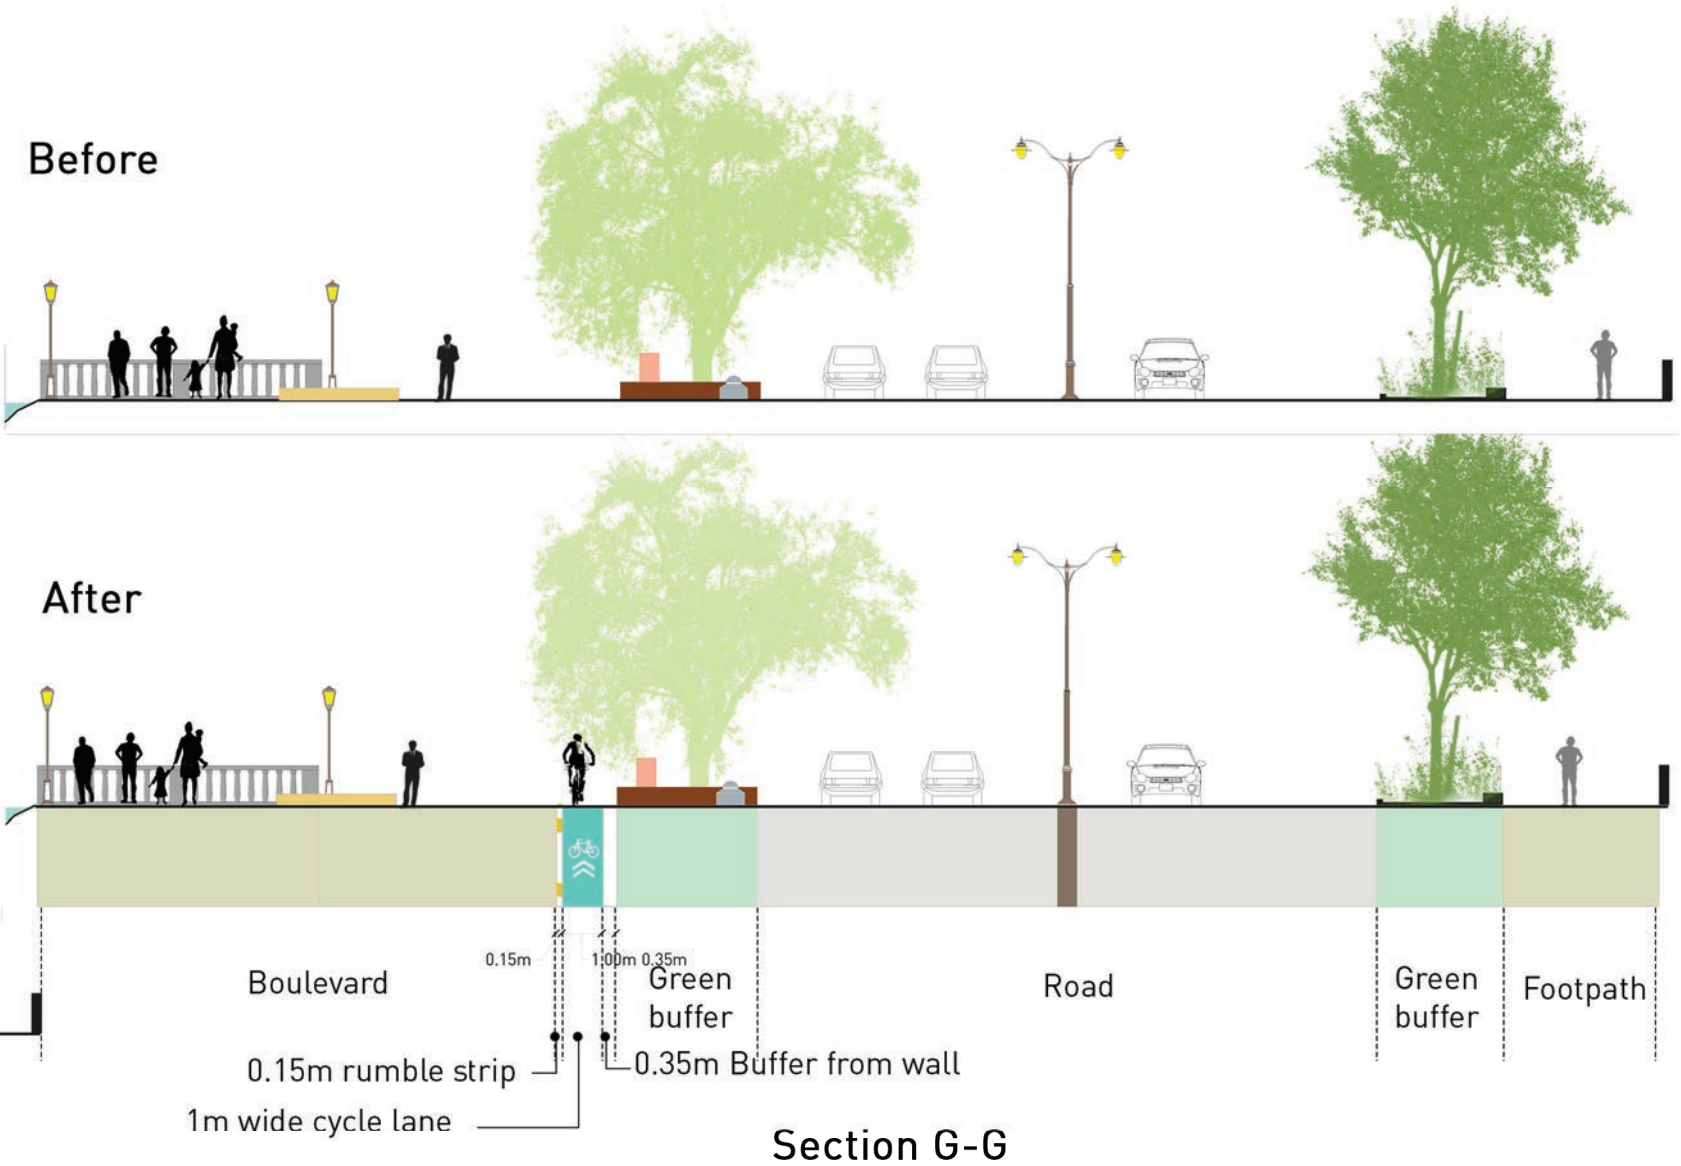 Before
After
0.15m
1.00m 0.35m
Boulevard
Green
buffer
Road
Green
buffer
Footpath
0.15m rumble strip
0.35m Buffer from wall
1m wide cycle lane
Section G-G